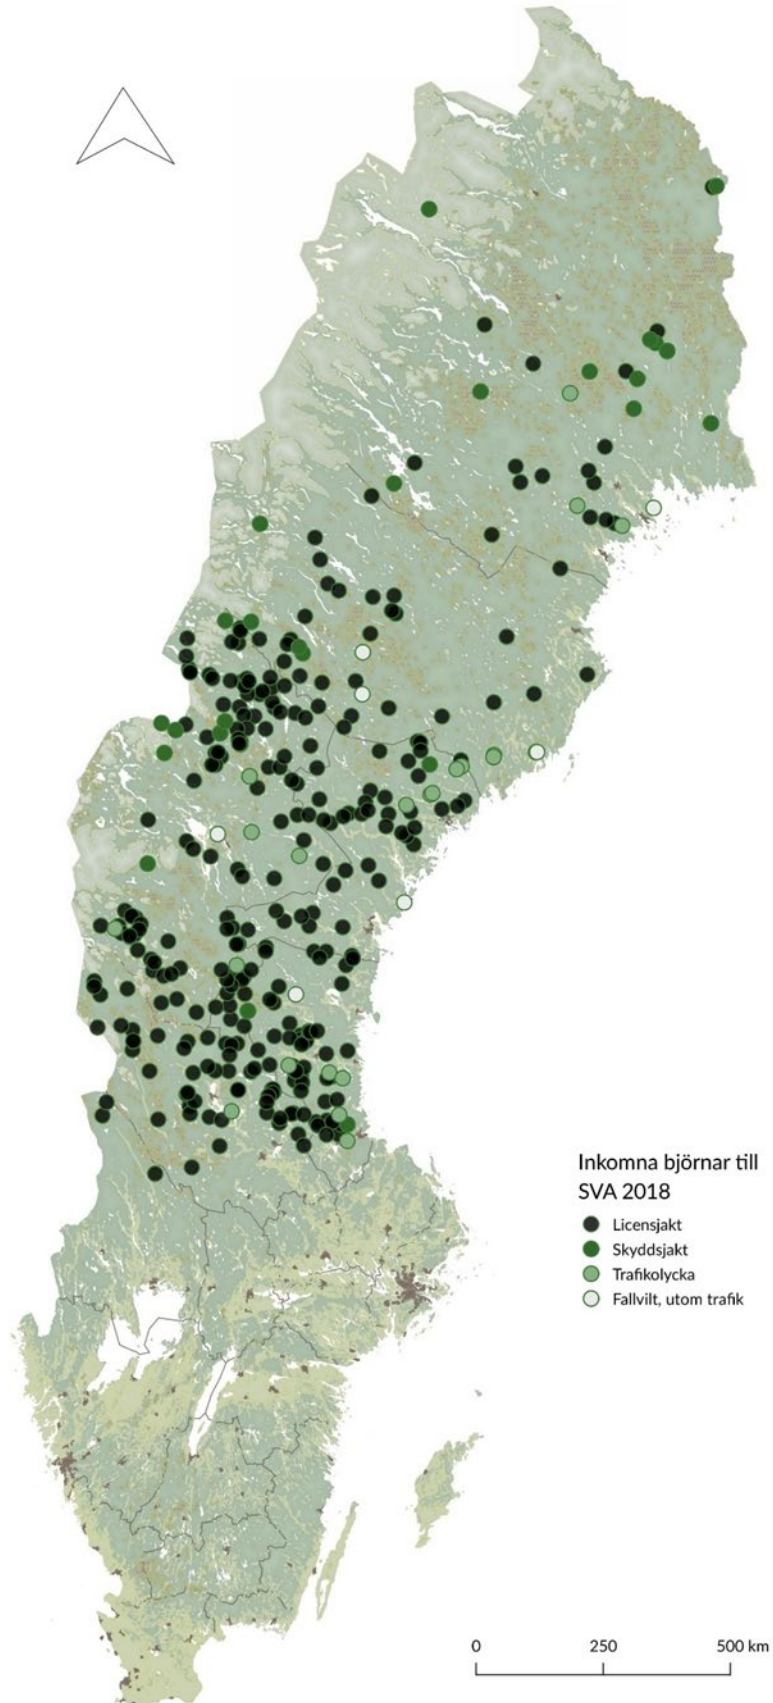 Inkomna björnar till
SVA 2018
Licensjakt
Skyddsjakt
Trafikolycka
Fallvilt, utom trafik
0 250 500 km